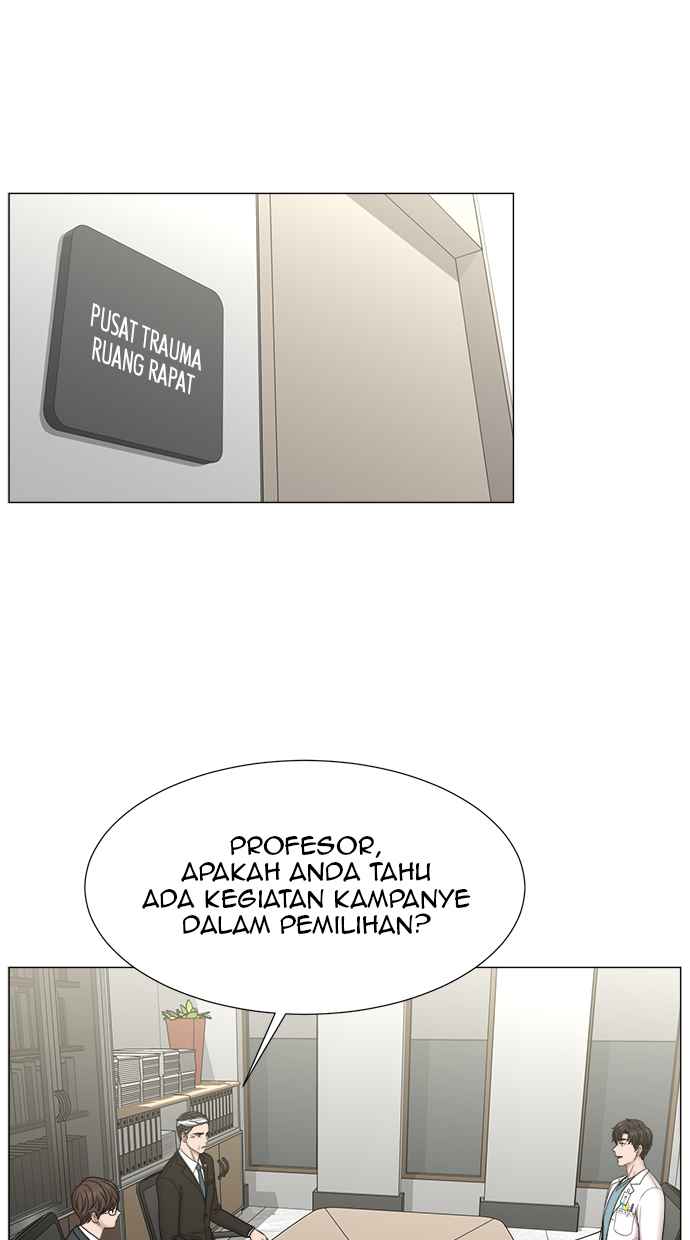 PUSAT TRAUMA
RUANG RAPAT
PROFESOR,
APAKAH ANDA TAHU
ADA KEGIATAN KAMPANYE
DALAM PEMILIHAN?